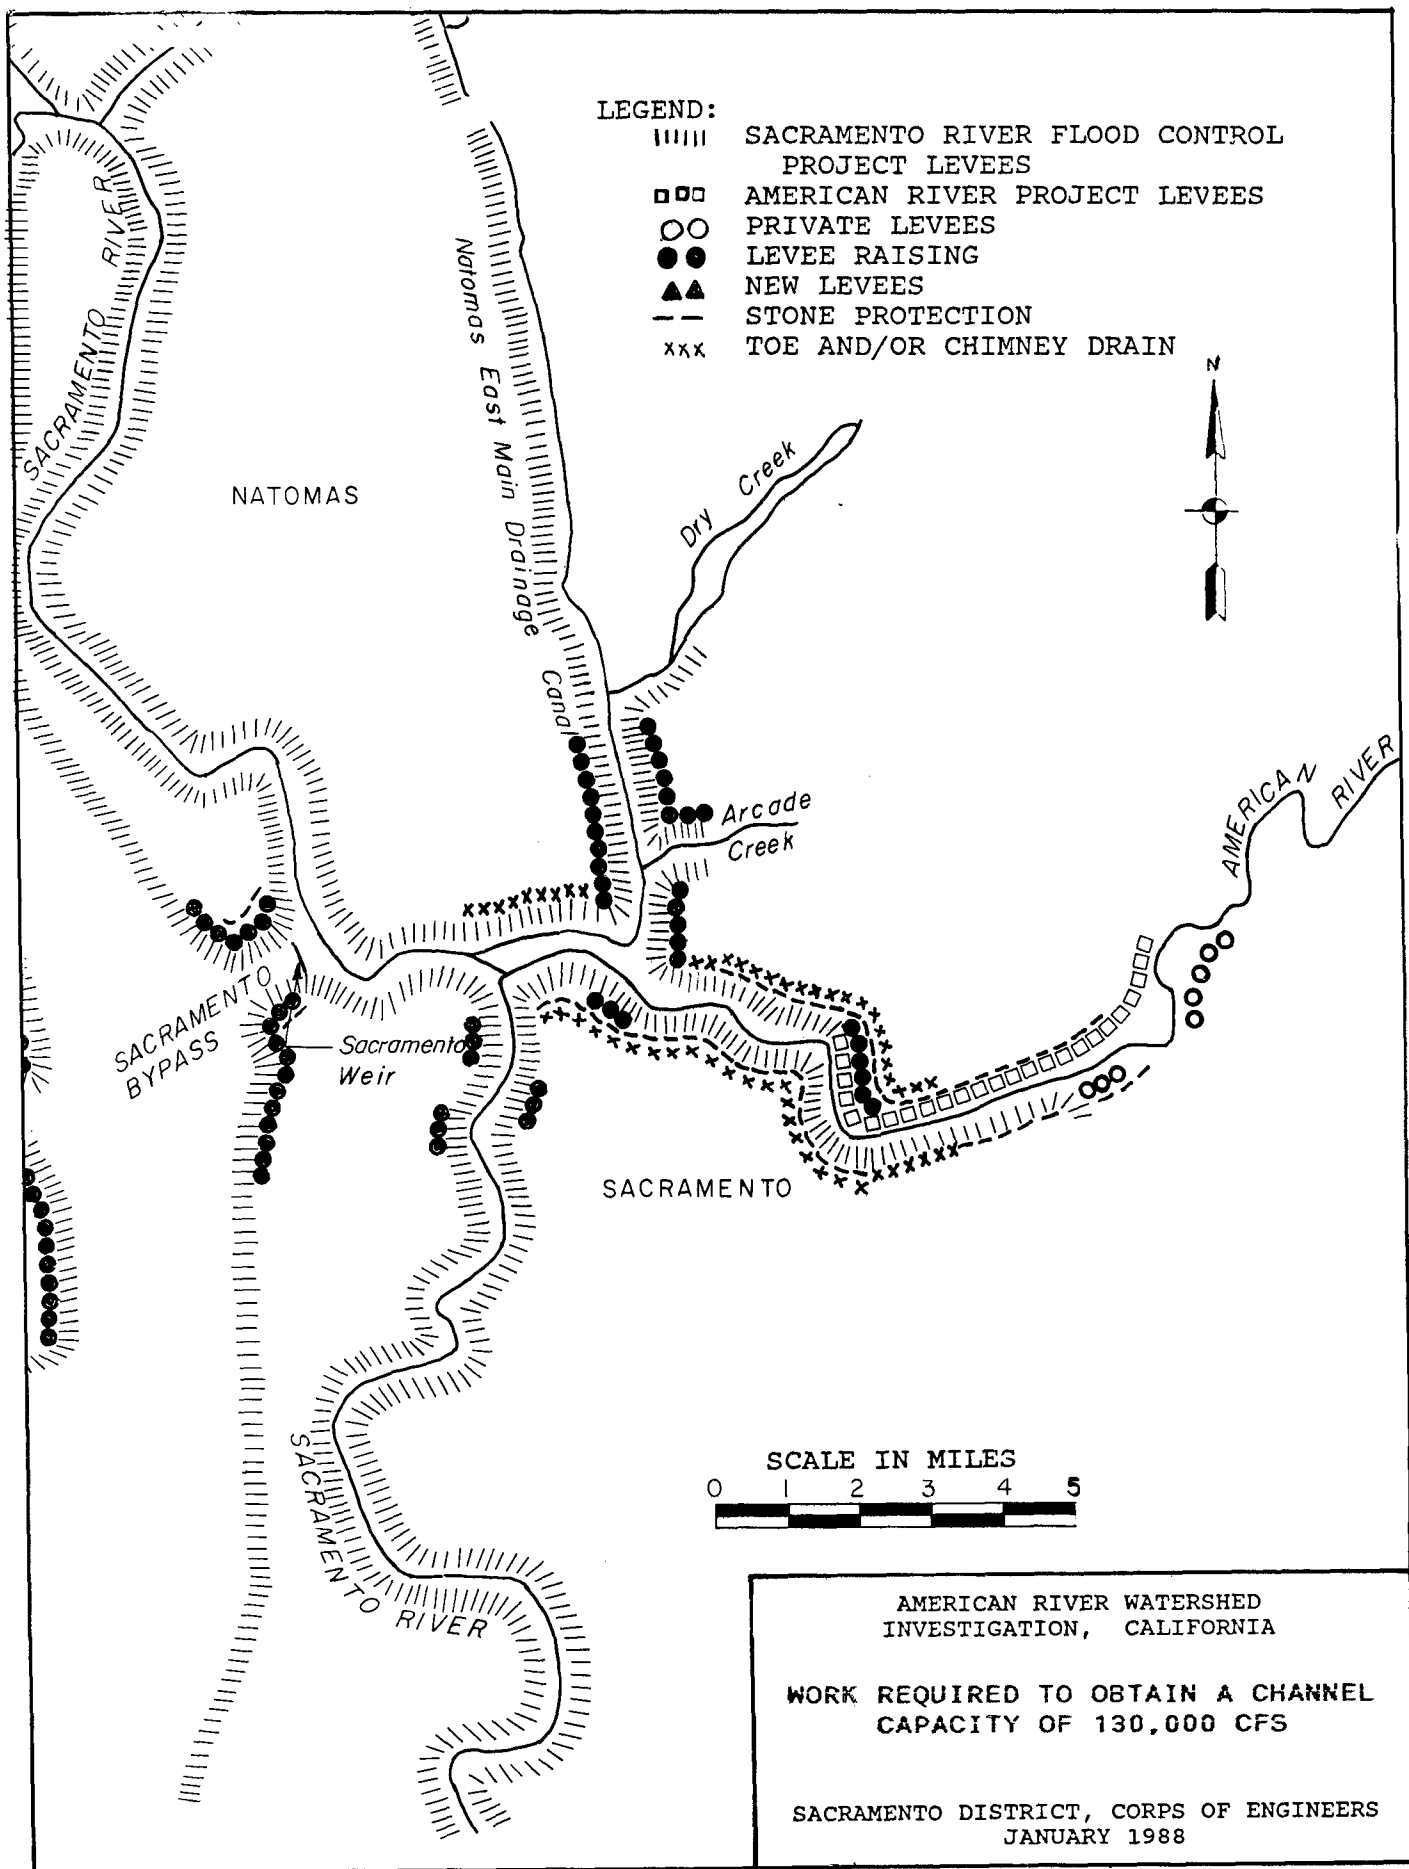 LEGEND:
SACRAMENTO RIVER FLOOD CONTROL
PROJECT LEVEES
AMERICAN RIVER PROJECT LEVEES
PRIVATE LEVEES
LEVEE RAISING
NEW LEVEES
STONE PROTECTION
xxx TOE AND/OR CHIMNEY DRAIN
N
SACRAMENTO RIVER
NATOMAS
Natomas East Main Drainage Canal
Dry Creek
Arcade
Creek
AMERICAN RIVER
SACRAMENTO
BYPASS
Sacramento
Weir
SACRAMENTO
SACRAMENTO RIVER
SCALE IN MILES
0 1 2 3 4 5
AMERICAN RIVER WATERSHED
INVESTIGATION, CALIFORNIA
WORK REQUIRED TO OBTAIN A CHANNEL
CAPACITY OF 130,000 CFS
SACRAMENTO DISTRICT, CORPS OF ENGINEERS
JANUARY 1988